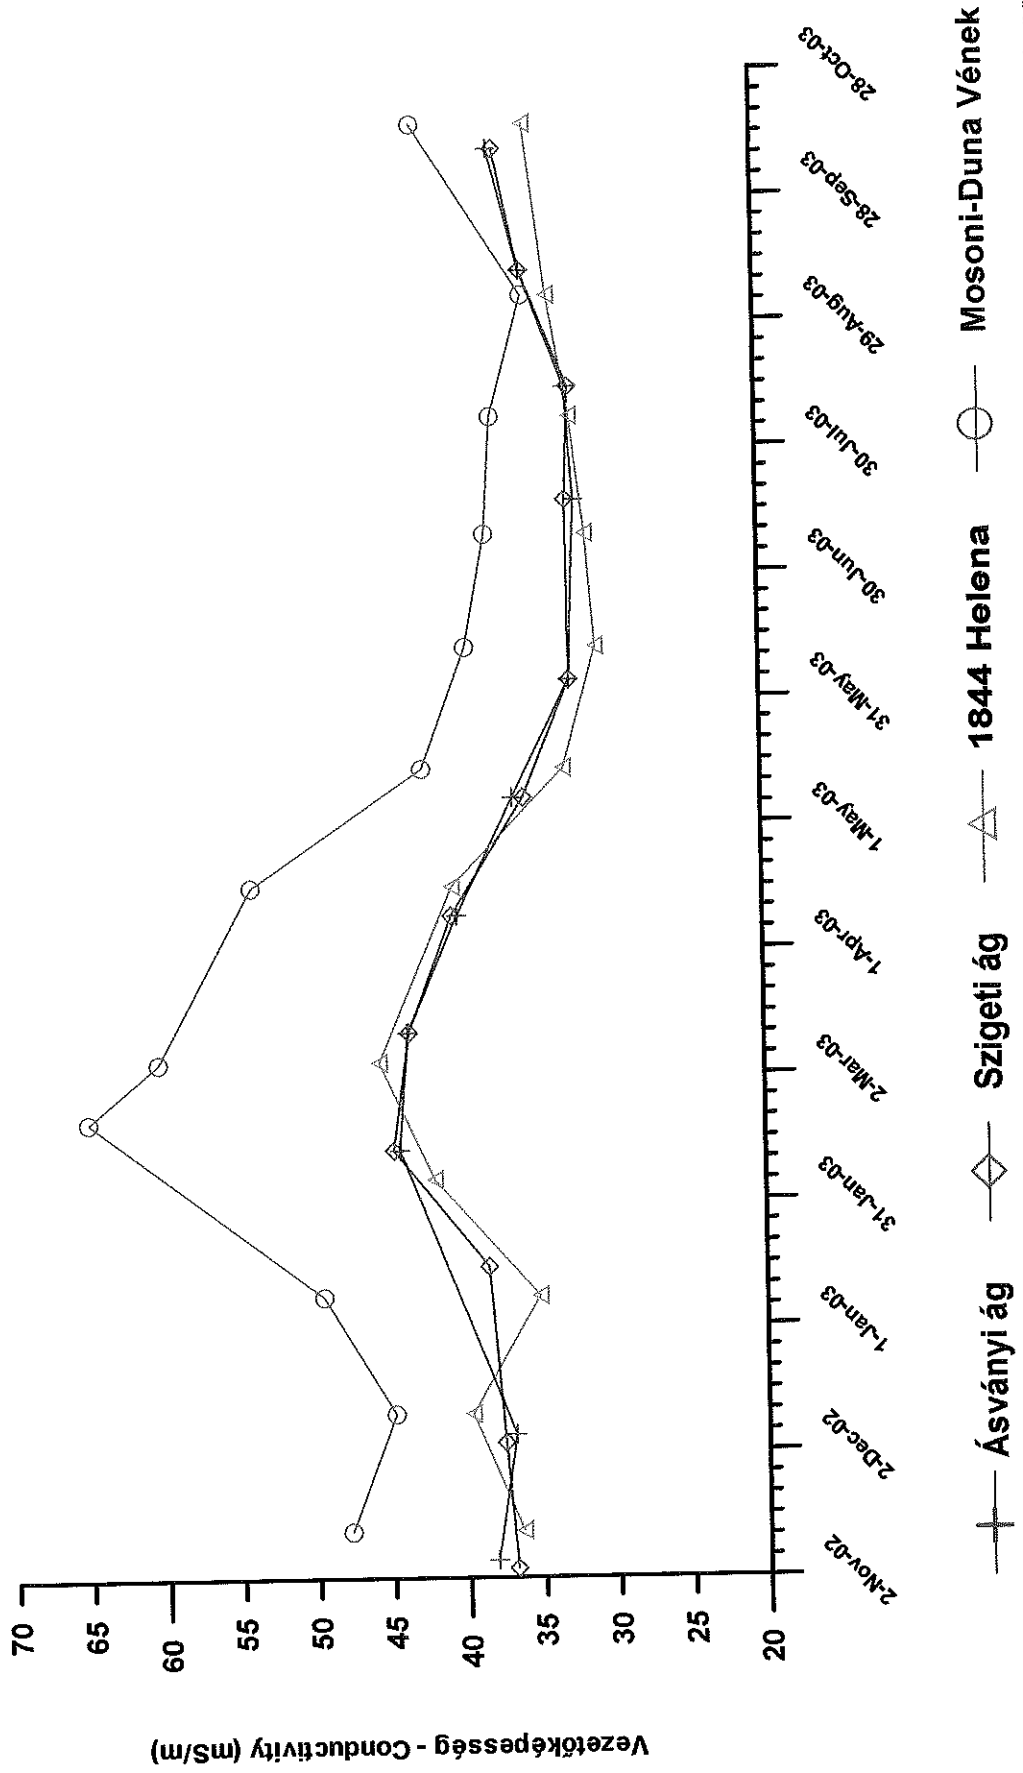 Vezetőképesség - Conductivity (mS/m)
70
65
60
55
50
45
40
35
30
25
20
2-Nov-02
2-Dec-02
1-Jan-03
31-Jan-03
2-Mar-03
1-Apr-03
1-May-03
31-May-03
30-Jun-03
30-Jul-03
29-Aug-03
28-Sep-03
28-Oct-03
Ásványi ág
Szigeti ág
1844 Helena
Mosoni-Duna Vének